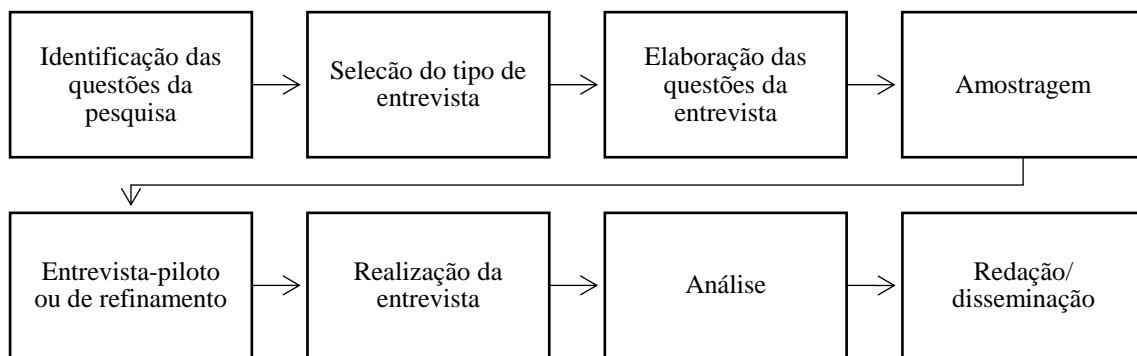 Identificação das
questões da
pesquisa
Selecão do tipo de
entrevista
Elaboração das
questões da
entrevista
Amostragem
Entrevista-piloto
ou de refinamento
Realização da
entrevista
Análise
Redação/
disseminação